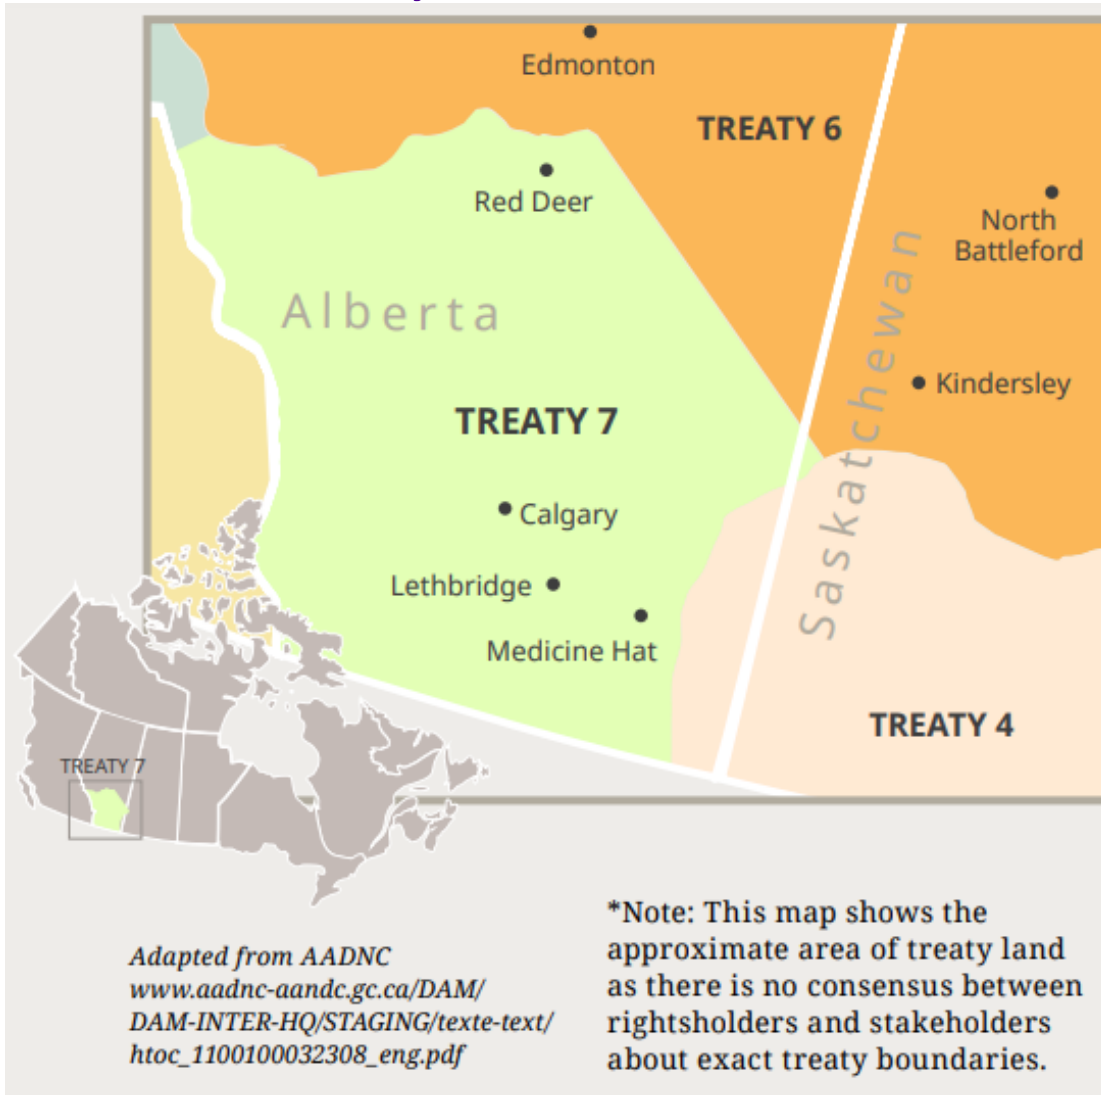 Edmonton
TREATY 6
Red Deer
North
Battleford
Alberta
Saskatchewan
Kindersley
TREATY 7
Calgary
Lethbridge
Medicine Hat
TREATY 4
TREATY 7
Adapted from AADNC
www.aadnc-aandc.gc.ca/DAM/
DAM-INTER-HQ/STAGING/texte-text/
htoc_1100100032308_eng.pdf
*Note: This map shows the
approximate area of treaty land
as there is no consensus between
rightsholders and stakeholders
about exact treaty boundaries.